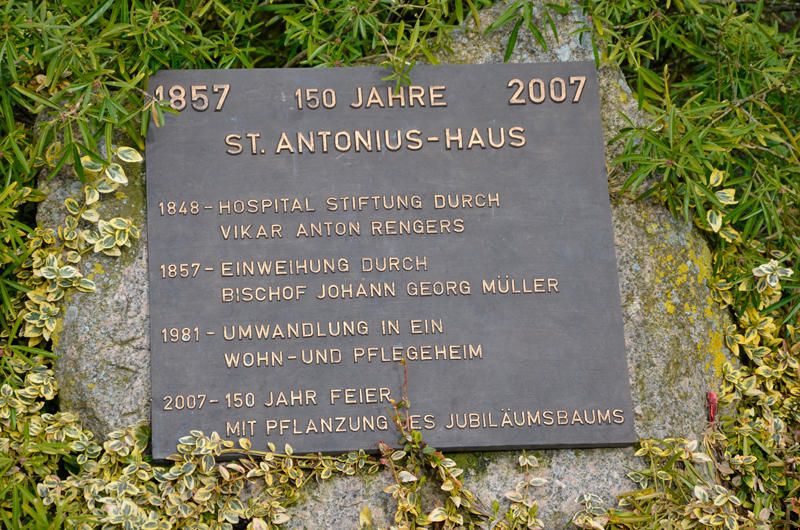 1857 150 JAHRE 2007
ST. ANTONIUS-HAUS
1848-HOSPITAL STIFTUNG DURCH
VIKAR ANTON RENGERS
1857-EINWEIHUNG DURCH
BISCHOF JOHANN GEORG MÜLLER
1981-UMWANDLUNG IN EIN
WOHN-UND PFLEGEHEIM
2007-150 JAHR FEIER
MIT PFLANZUNG DES JUBILÄUMSBAUMS